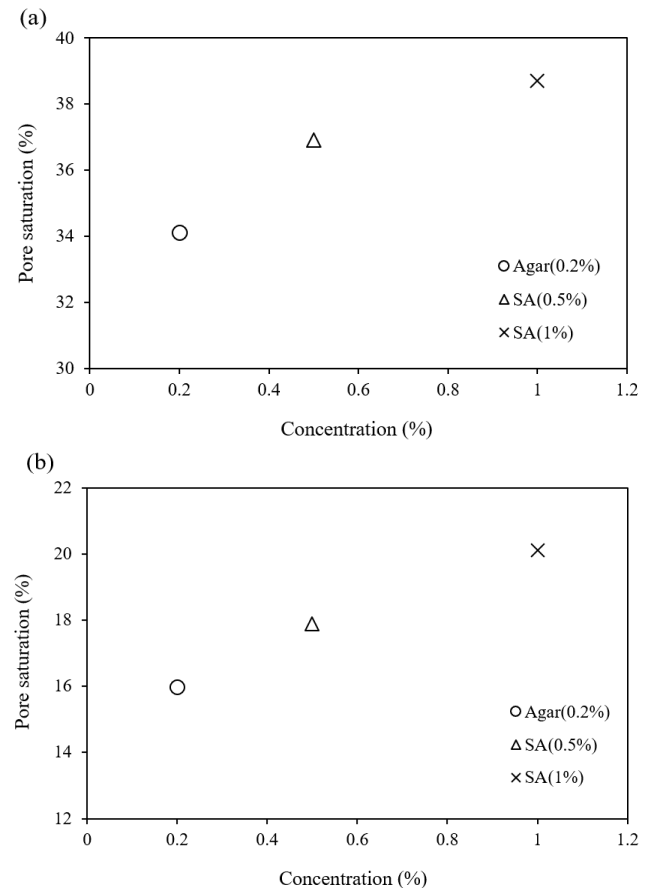 (a)
40
38
36
34
32
30
Pore saturation (%)
Agar(0.2%)
SA(0.5%)
SA(1%)
0 0.2 0.4 0.6 0.8 1 1.2
Concentration (%)
(b)
22
20
18
16
14
12
Pore saturation (%)
Agar(0.2%)
SA(0.5%)
SA(1%)
0 0.2 0.4 0.6 0.8 1 1.2
Concentration (%)